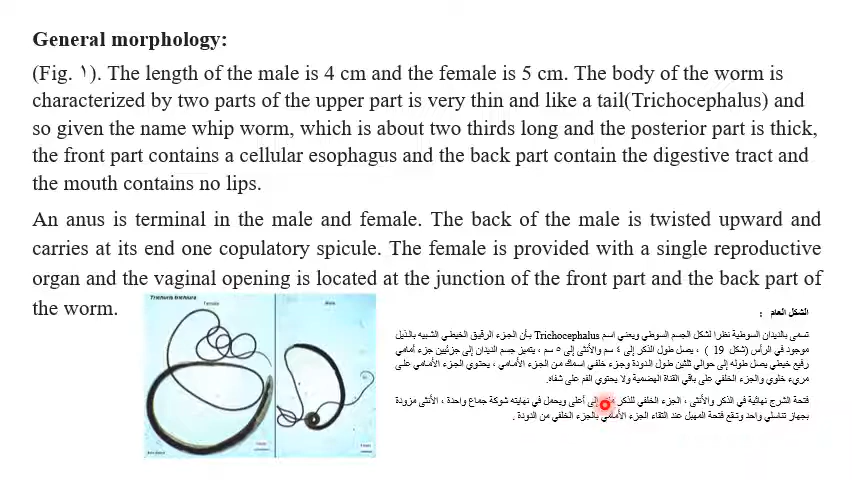 General morphology:
(Fig. ١). The length of the male is 4 cm and the female is 5 cm. The body of the worm is
characterized by two parts of the upper part is very thin and like a tail(Trichocephalus) and
so given the name whip worm, which is about two thirds long and the posterior part is thick,
the front part contains a cellular esophagus and the back part contain the digestive tract and
the mouth contains no lips.
An anus is terminal in the male and female. The back of the male is twisted upward and
carries at its end one copulatory spicule. The female is provided with a single reproductive
organ and the vaginal opening is located at the junction of the front part and the back part of
the worm.
Trichuris trichiura
Female
Male
الشكل العام :
تسمى بالديدان السوطية نظرا لشكل الجسم السوطي ويعني اسم Trichocephalus بأن الجزء الرقيق الخيطي الشبيه بالذيل
موجود في الرأس (شكل 19 ) ، يصل طول الذكر إلى ٤ سم والأنثى إلى ٥ سم ، يتميز جسم الديدان إلى جزئيين جزء أمامي
رفيع خيطي يصل طوله إلى حوالي ثلثين طول الدودة وجزء خلفي اسمك من الجزء الأمامي ، يحتوي الجزء الأمامي على
مريء خلوي والجزء الخلفي على باقي القناة الهضمية ولا يحتوي الفم على شفاه.
فتحة الشرج نهائية في الذكر والأنثى ، الجزء الخلفي للذكر إلى أعلى ويحمل في نهايته شوكة جماع واحدة ، الأنثى مزودة
بجهاز تناسلي واحد وتقع فتحة المهبل عند التقاء الجزء الأمامي بالجزء الخلفي من الدودة .